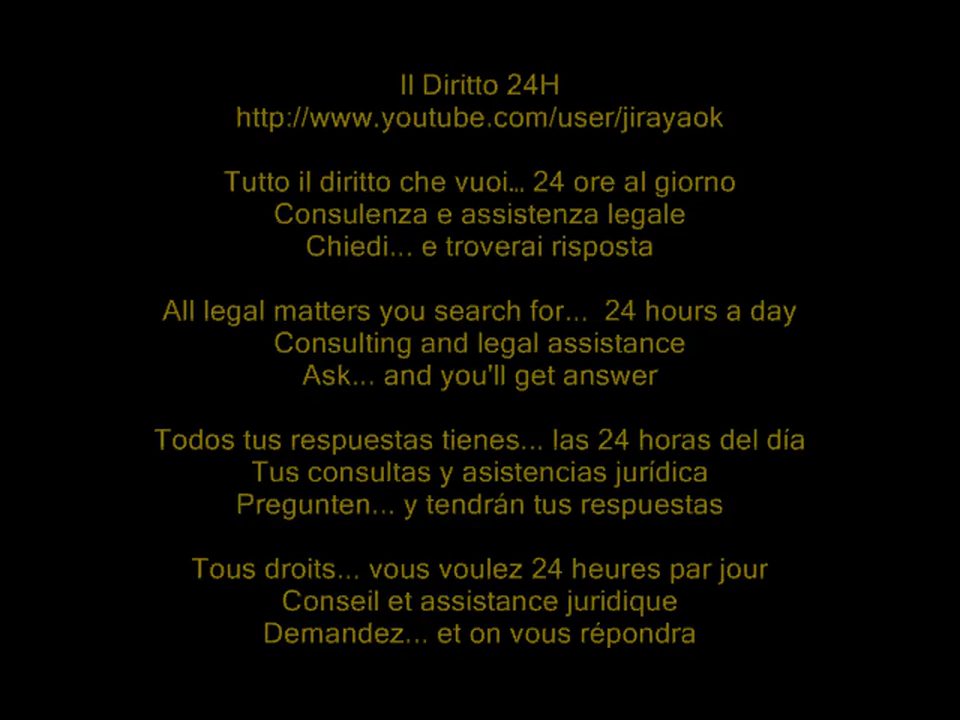 Il Diritto 24H
http://www.youtube.com/user/jirayaok
Tutto il diritto che vuoi… 24 ore al giorno
Consulenza e assistenza legale
Chiedi... e troverai risposta
All legal matters you search for...  24 hours a day
Consulting and legal assistance
Ask... and you'll get answer
Todos tus respuestas tienes... las 24 horas del día
Tus consultas y asistencias jurídica
Pregunten... y tendrán tus respuestas
Tous droits... vous voulez 24 heures par jour
Conseil et assistance juridique
Demandez... et on vous répondra